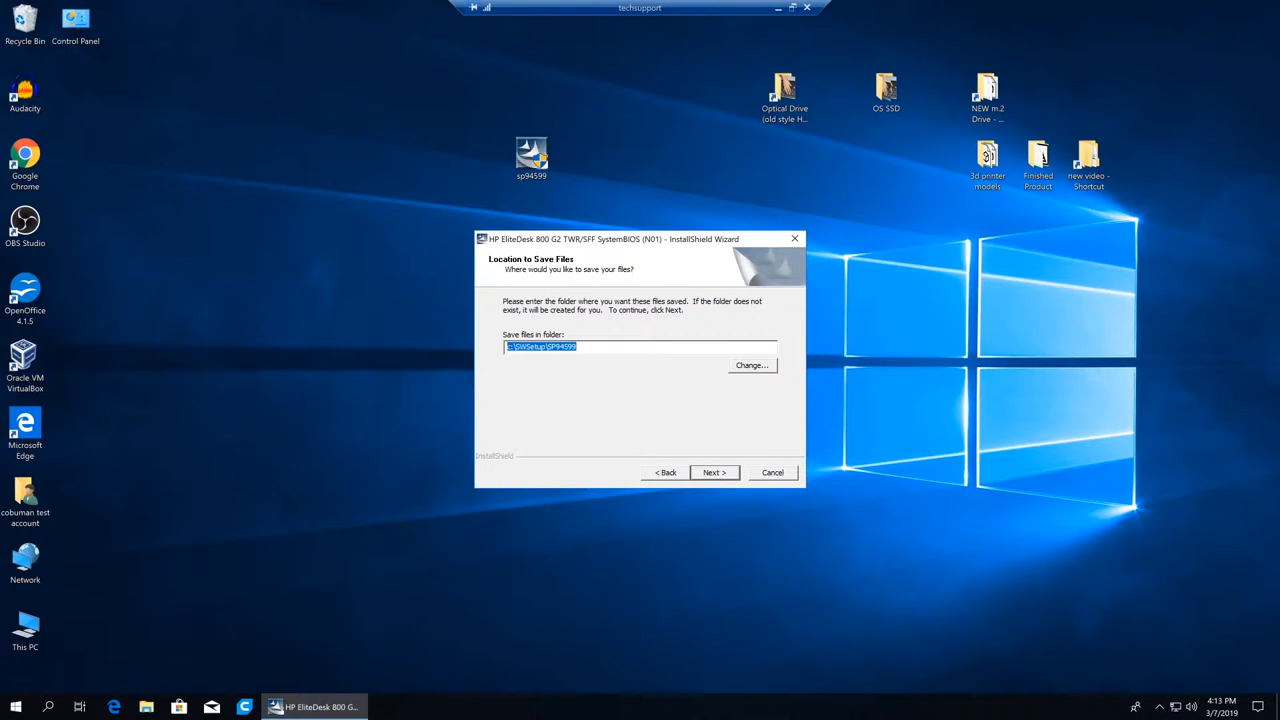 techsupport
Recycle Bin
Control Panel
Audacity
Google
Chrome
OBS Studio
OpenOffice
4.1.5
Oracle VM
VirtualBox
Microsoft
Edge
cobuman test
account
Network
This PC
sp94599
Optical Drive
(old style H...
OS SSD
NEW m.2
Drive - ...
3d printer
models
Finished
Product
new video -
Shortcut
HP EliteDesk 800 G2 TWR/SFF SystemBIOS (N01) - InstallShield Wizard
Location to Save Files
Where would you like to save your files?
Please enter the folder where you want these files saved. If the folder does not
exist, it will be created for you. To continue, click Next.
Save files in folder:
c:\SWSetup\SP94599
Change...
InstallShield
< Back
Next >
Cancel
HP EliteDesk 800 G...
4:13 PM
3/7/2019